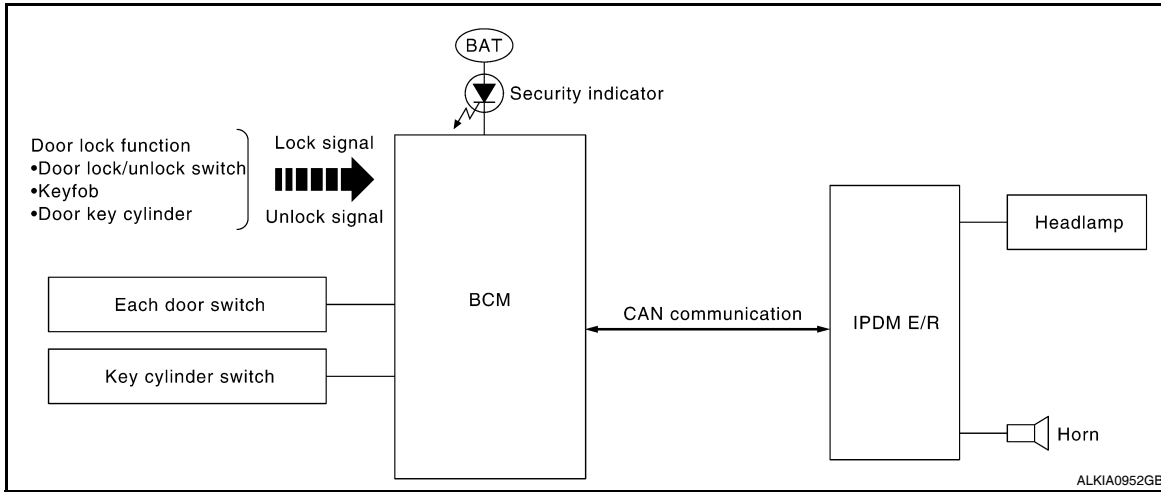 BAT
Security indicator
Door lock function
•Door lock/unlock switch
•Keyfob
•Door key cylinder
Lock signal
Unlock signal
Each door switch
Key cylinder switch
BCM
CAN communication
IPDM E/R
Headlamp
Horn
ALKIA0952GB